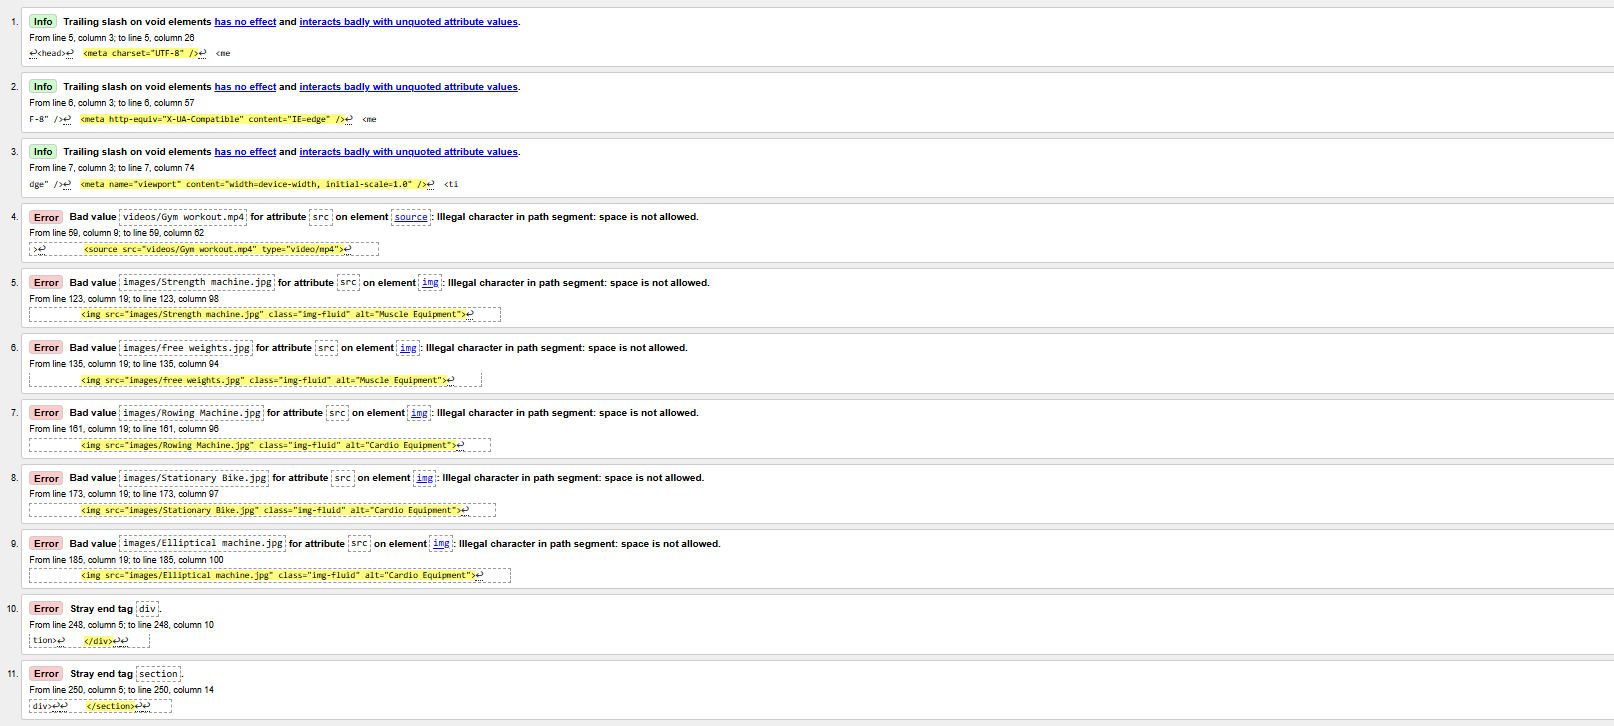 1. Info Trailing slash on void elements has no effect and interacts badly with unquoted attribute values.
From line 5, column 3; to line 5, column 26
↩<head>↩ <meta charset="UTF-8" />↩ <me
2. Info Trailing slash on void elements has no effect and interacts badly with unquoted attribute values.
From line 6, column 3; to line 6, column 57
F-8" />↩ <meta http-equiv="X-UA-Compatible" content="IE=edge" />↩ <me
3. Info Trailing slash on void elements has no effect and interacts badly with unquoted attribute values.
From line 7, column 3; to line 7, column 74
dge" />↩ <meta name="viewport" content="width=device-width, initial-scale=1.0" />↩ <ti
4. Error Bad value videos/Gym workout.mp4 for attribute src on element source: Illegal character in path segment: space is not allowed.
From line 59, column 9; to line 59, column 62
>↩ <source src="videos/Gym workout.mp4" type="video/mp4">↩
5. Error Bad value images/Strength machine.jpg for attribute src on element img: Illegal character in path segment: space is not allowed.
From line 123, column 19; to line 123, column 98
<img src="images/Strength machine.jpg" class="img-fluid" alt="Muscle Equipment">↩
6. Error Bad value images/free weights.jpg for attribute src on element img: Illegal character in path segment: space is not allowed.
From line 135, column 19; to line 135, column 94
<img src="images/free weights.jpg" class="img-fluid" alt="Muscle Equipment">↩
7. Error Bad value images/Rowing Machine.jpg for attribute src on element img: Illegal character in path segment: space is not allowed.
From line 161, column 19; to line 161, column 96
<img src="images/Rowing Machine.jpg" class="img-fluid" alt="Cardio Equipment">↩
8. Error Bad value images/Stationary Bike.jpg for attribute src on element img: Illegal character in path segment: space is not allowed.
From line 173, column 19; to line 173, column 97
<img src="images/Stationary Bike.jpg" class="img-fluid" alt="Cardio Equipment">↩
9. Error Bad value images/Elliptical machine.jpg for attribute src on element img: Illegal character in path segment: space is not allowed.
From line 185, column 19; to line 185, column 100
<img src="images/Elliptical machine.jpg" class="img-fluid" alt="Cardio Equipment">↩
10. Error Stray end tag div.
From line 248, column 5; to line 248, column 10
tion>↩ </div>↩↩
11. Error Stray end tag section.
From line 250, column 5; to line 250, column 14
div>↩↩ </section>↩↩